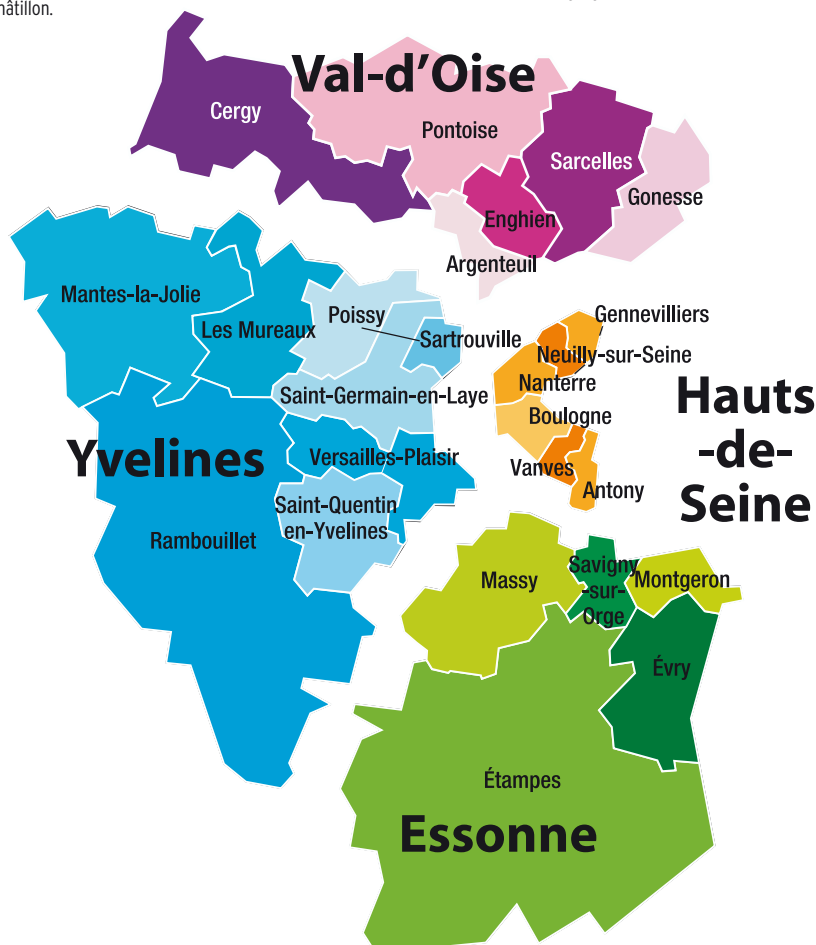 hâtillon.
Val-d'Oise
Cergy
Pontoise
Sarcelles
Gonesse
Enghien
Argenteuil
Mantes-la-Jolie
Les Mureaux
Poissy
Sartrouville
Saint-Germain-en-Laye
Yvelines
Versailles-Plaisir
Saint-Quentin
en-Yvelines
Rambouillet
Gennevilliers
Neuilly-sur-Seine
Nanterre
Boulogne
Vanves
Antony
Hauts
-de-
Seine
Massy
Savigny
-sur-
Orge
Montgeron
Évry
Étampes
Essonne